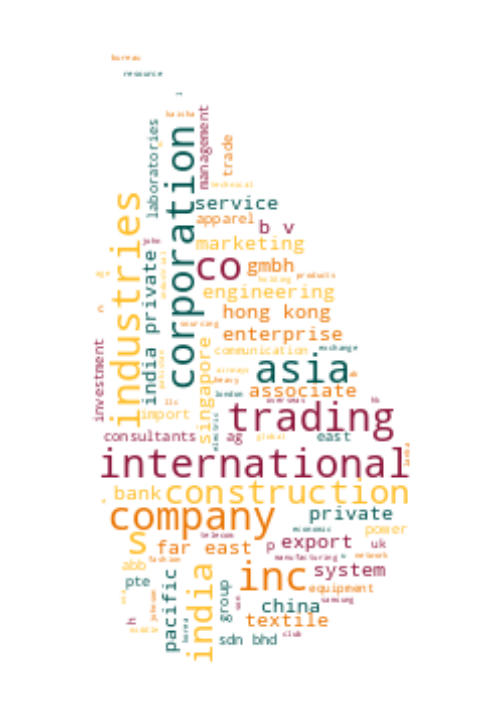 bureau
resource
kaisha
corporation
laboratories
management
trade
technical
industries
service
apparel
b v
marketing
india private
co
gmbh
products
holding
engineering
hong kong
sourcing
enterprise
communication
exchange
investment
singapore
asia
airways
heavy
associate
london
llc
overseas
import
trading
consultants
electric
ag
global
east
international
bank
construction
company
private
economic
power
s
telecom
far east
p
export
uk
manufacturing
network
fashion
abb
pte
inc
system
equipment
india
group
samsung
pacific
china
h
textile
korea
sdn bhd
club